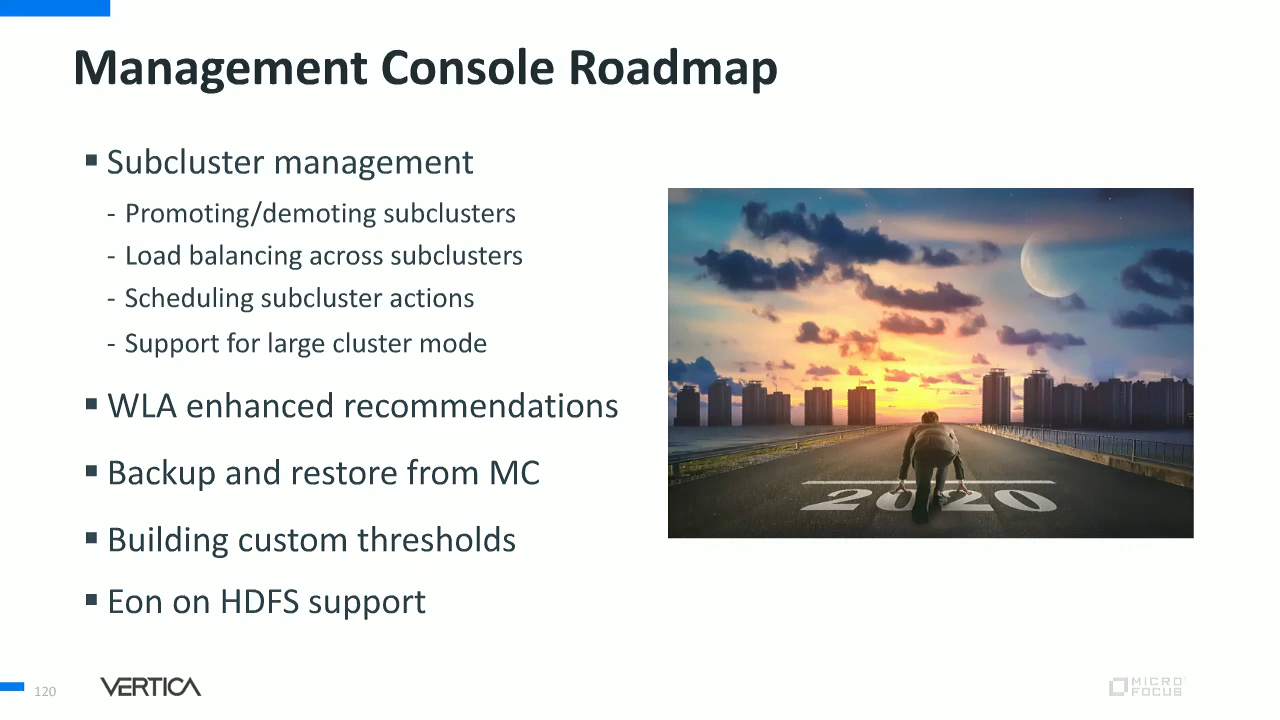 Management Console Roadmap
▪ Subcluster management
- Promoting/demoting subclusters
- Load balancing across subclusters
- Scheduling subcluster actions
- Support for large cluster mode
▪ WLA enhanced recommendations
▪ Backup and restore from MC
▪ Building custom thresholds
▪ Eon on HDFS support
2020
120
VERTICA
MICRO
FOCUS